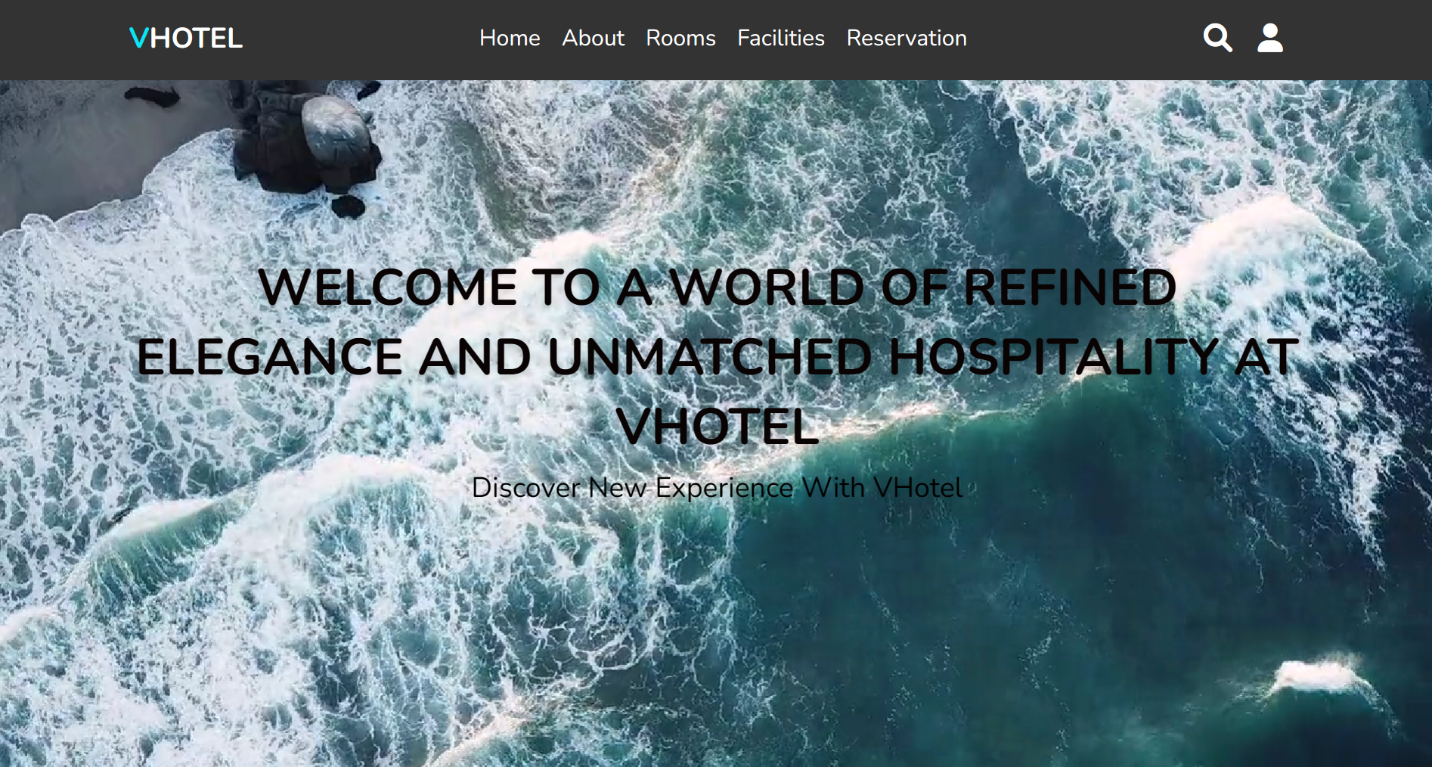 VHOTEL
Home About Rooms Facilities Reservation
WELCOME TO A WORLD OF REFINED
ELEGANCE AND UNMATCHED HOSPITALITY AT
VHOTEL
Discover New Experience With VHotel